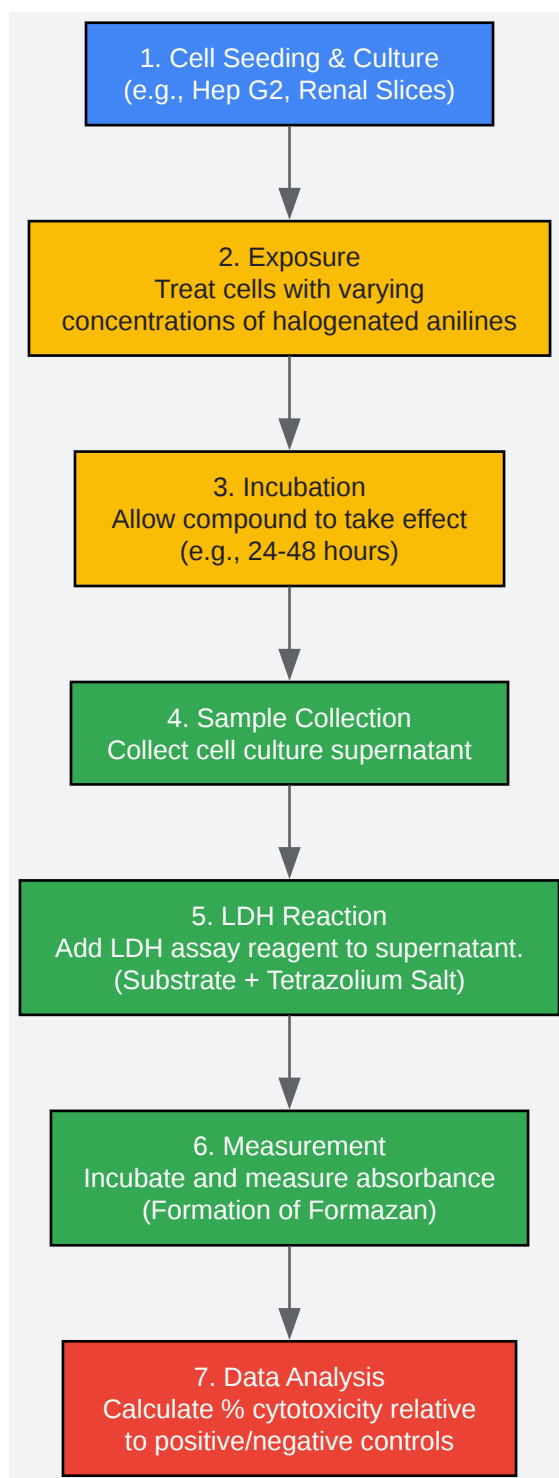 1. Cell Seeding & Culture
(e.g., Hep G2, Renal Slices)
2. Exposure
Treat cells with varying
concentrations of halogenated anilines
3. Incubation
Allow compound to take effect
(e.g., 24-48 hours)
4. Sample Collection
Collect cell culture supernatant
5. LDH Reaction
Add LDH assay reagent to supernatant.
(Substrate + Tetrazolium Salt)
6. Measurement
Incubate and measure absorbance
(Formation of Formazan)
7. Data Analysis
Calculate % cytotoxicity relative
to positive/negative controls